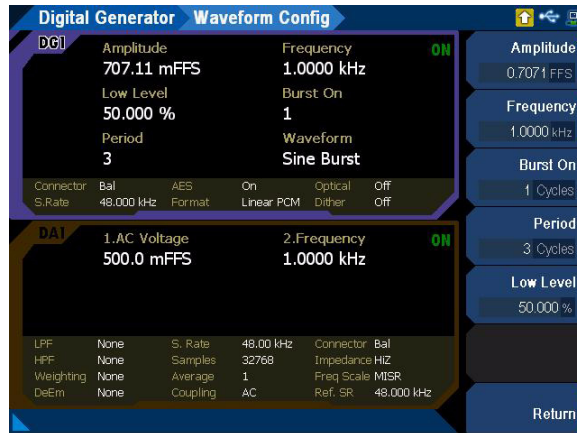 Digital Generator Waveform Config
DG1
Amplitude Frequency ON
707.11 mFFS 1.0000 kHz
Low Level Burst On
50.000 % 1
Period Waveform
3 Sine Burst
Connector Bal AES On Optical Off
S.Rate 48.000 kHz Format Linear PCM Dither Off
DA1
1.AC Voltage 2.Frequency ON
500.0 mFFS 1.0000 kHz
LPF None S. Rate 48.00 kHz Connector Bal
HPF None Samples 32768 Impedance HiZ
Weighting None Average 1 Freq Scale MISR
DeEm None Coupling AC Ref. SR 48.000 kHz
Amplitude
0.7071 FFS
Frequency
1.0000 kHz
Burst On
1 Cycles
Period
3 Cycles
Low Level
50.000 %
Return